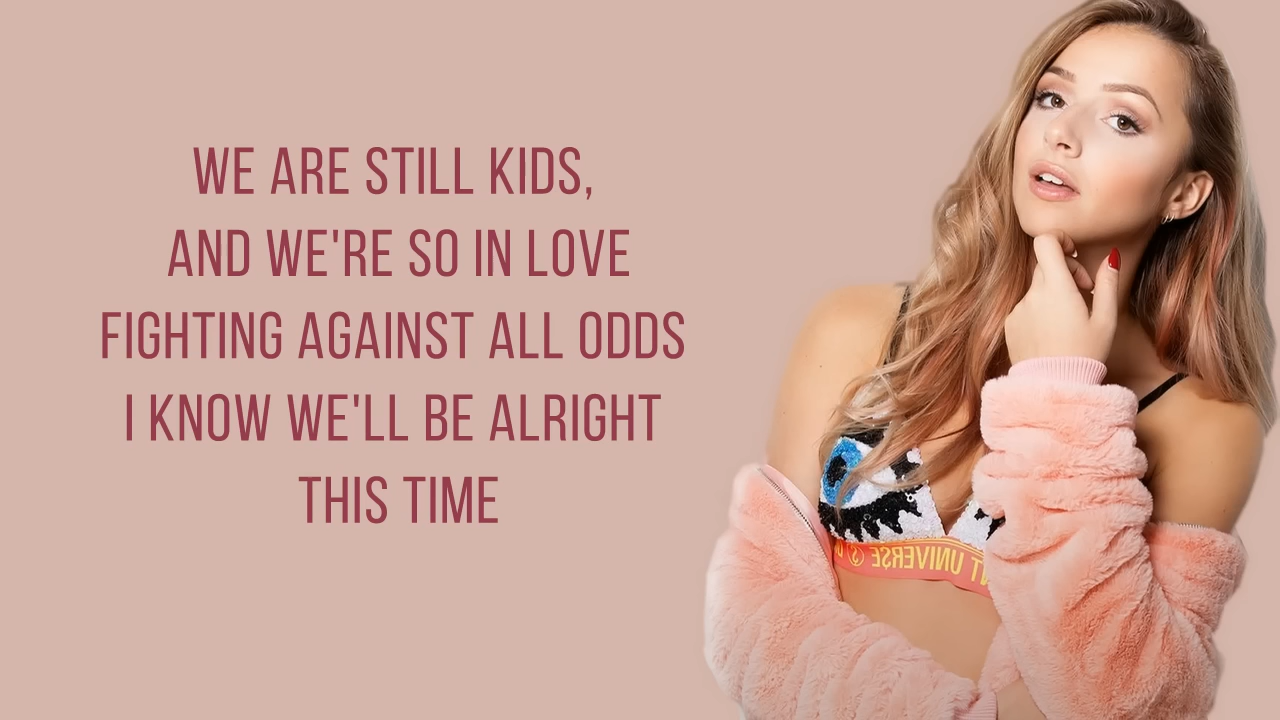 WE ARE STILL KIDS,
AND WE'RE SO IN LOVE
FIGHTING AGAINST ALL ODDS
I KNOW WE'LL BE ALRIGHT
THIS TIME
UNIVERSE